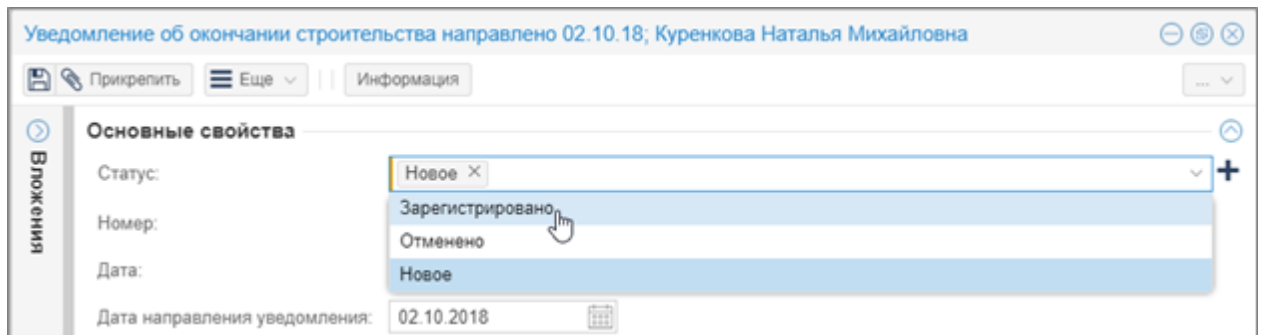 Уведомление об окончании строительства направлено 02.10.18; Куренкова Наталья Михайловна
Прикрепить Еще Информация ...
Вложения
Основные свойства
Статус: Новое
Зарегистрировано
Номер:
Отменено
Дата: Новое
Дата направления уведомления: 02.10.2018